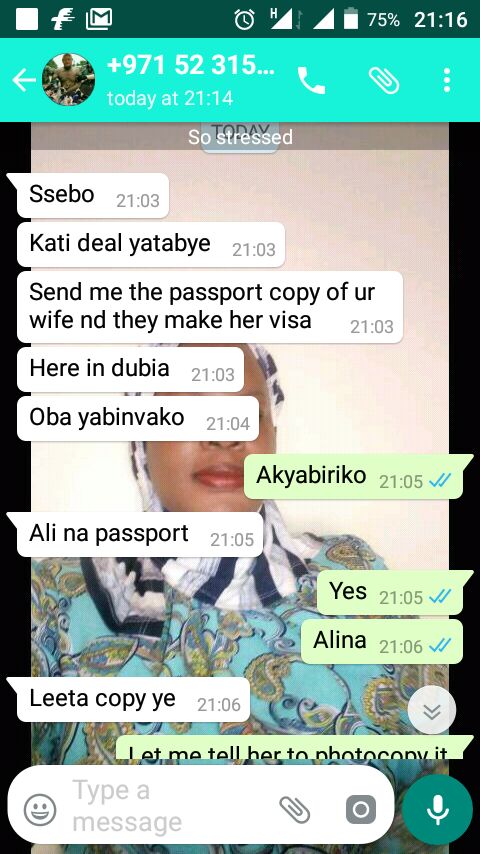 H
75%
21:16
+971 52 315...
today at 21:14
TODAY
So stressed
Ssebo 21:03
Kati deal yatabye 21:03
Send me the passport copy of ur
wife nd they make her visa 21:03
Here in dubia 21:03
Oba yabinvako 21:04
Akyabiriko 21:05
Ali na passport 21:05
Yes 21:05
Alina 21:06
Leeta copy ye 21:06
Let me tell her to photocopy it
Type a
message